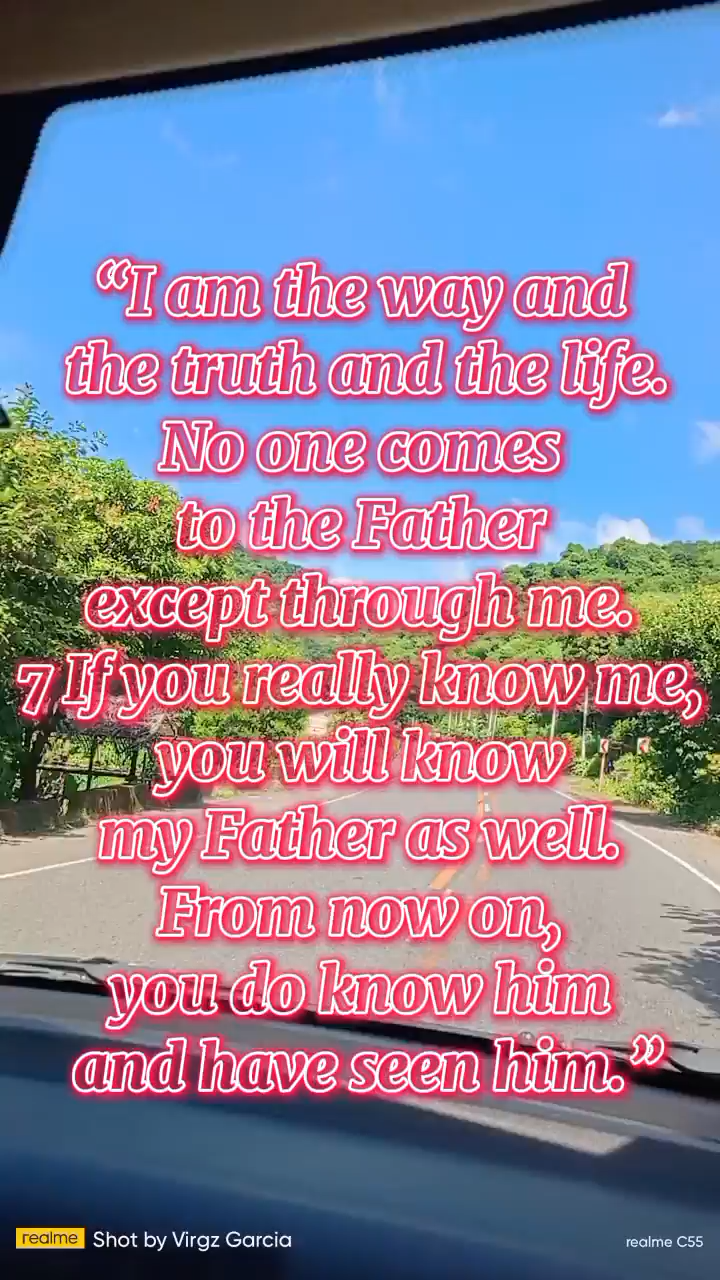 “I am the way and
the truth and the life.
No one comes
to the Father
except through me.
7 If you really know me,
you will know
my Father as well.
From now on,
you do know him
and have seen him.”
realme Shot by Virgz Garcia
realme C55